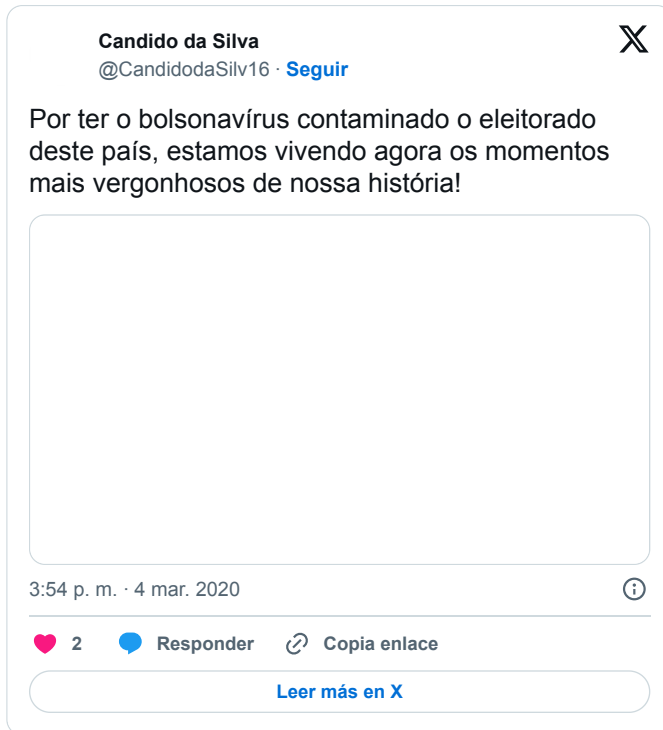 Candido da Silva
@CandidodaSilv16 · Seguir
Por ter o bolsonavírus contaminado o eleitorado
deste país, estamos vivendo agora os momentos
mais vergonhosos de nossa história!
3:54 p. m. · 4 mar. 2020
2 Responder Copia enlace
Leer más en X